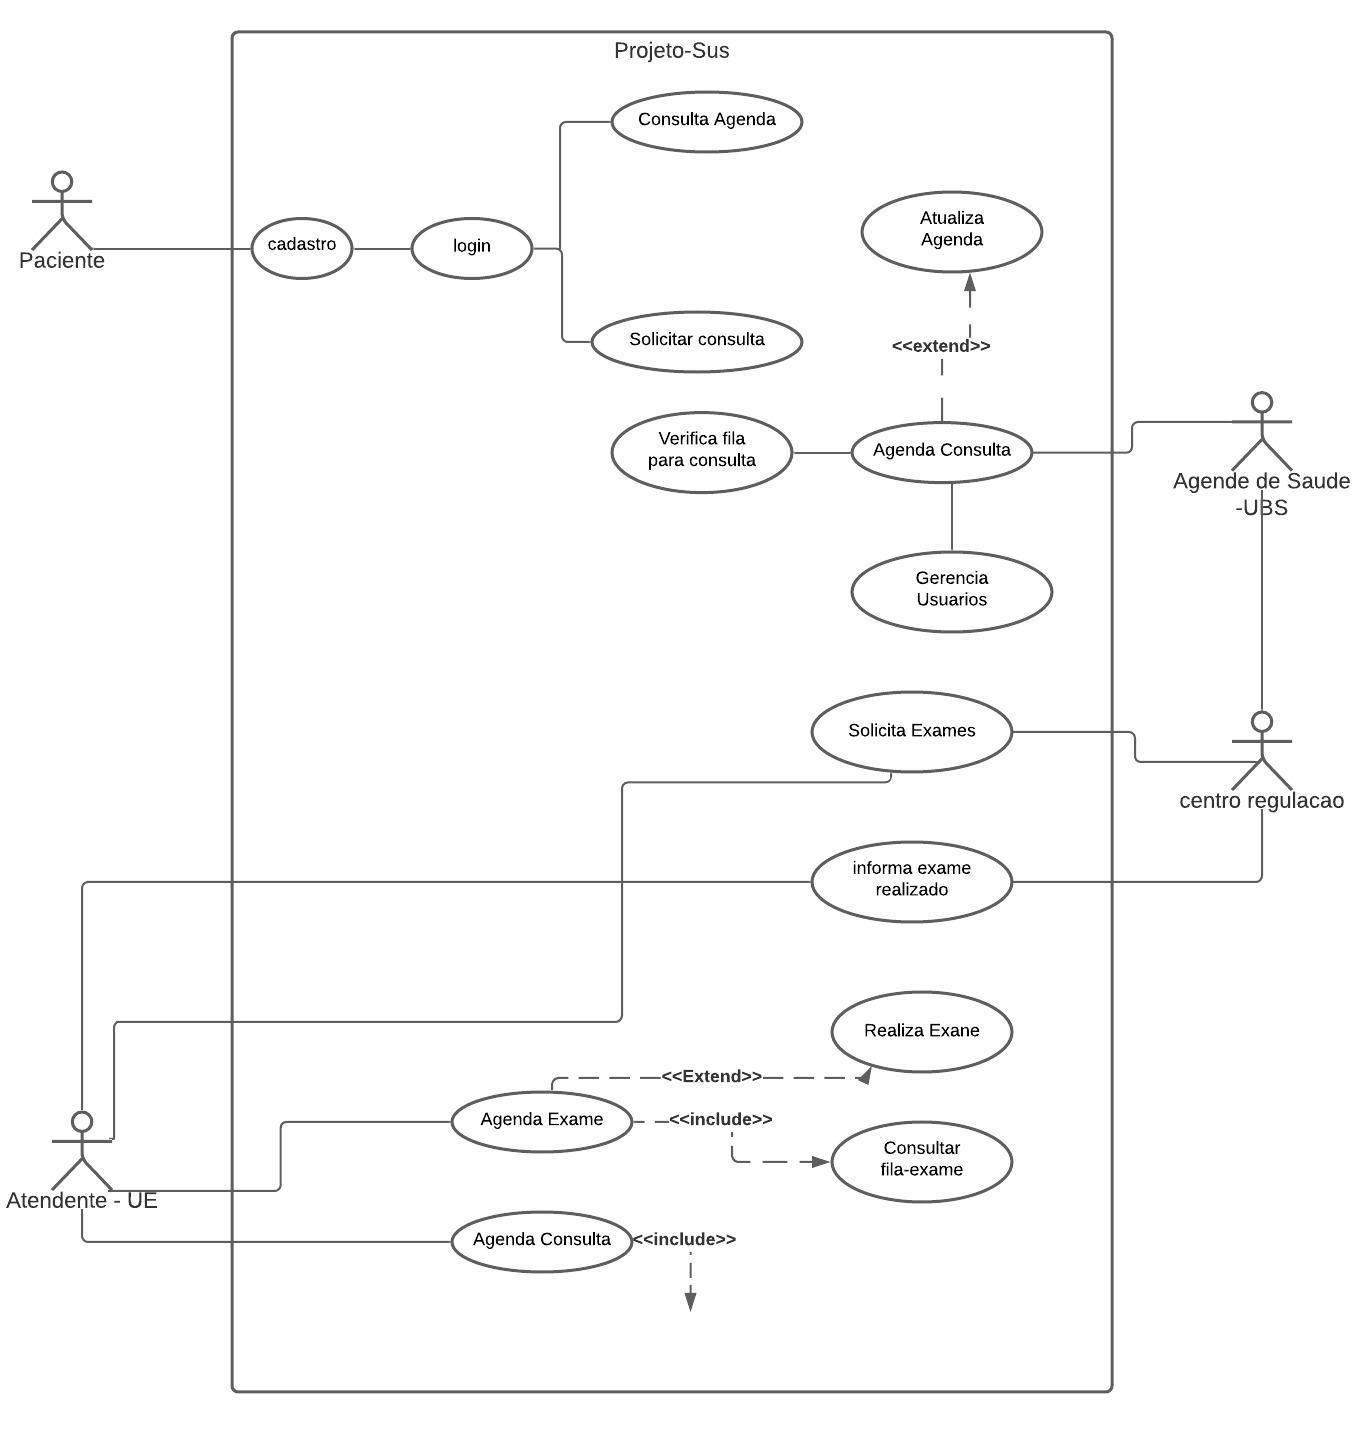 Projeto-Sus
Consulta Agenda
Paciente
cadastro
login
Atualiza
Agenda
Solicitar consulta
<<extend>>
Verifica fila
para consulta
Agenda Consulta
Agende de Saude
-UBS
Gerencia
Usuarios
Solicita Exames
centro regulacao
informa exame
realizado
Realiza Exane
<<Extend>>
Agenda Exame
<<include>>
Consultar
fila-exame
Atendente - UE
Agenda Consulta
<<include>>